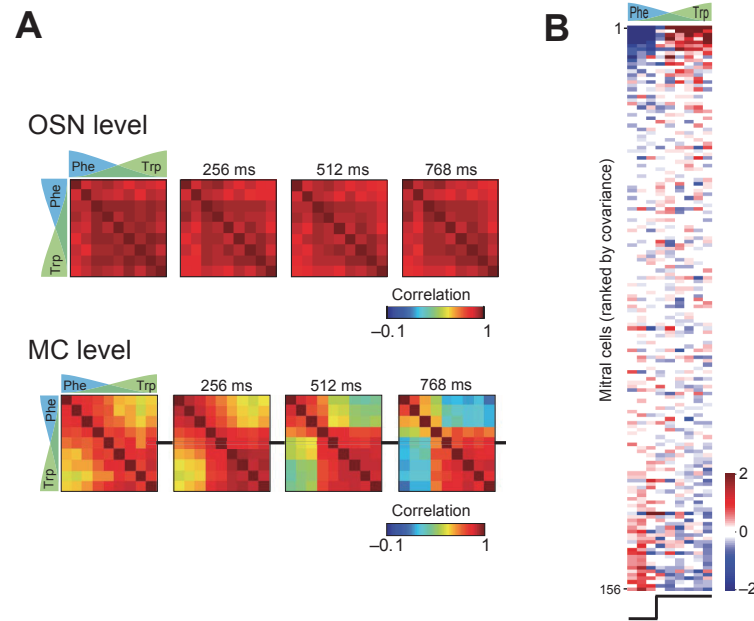 A
OSN level
Phe Trp
256 ms
512 ms
768 ms
Phe
Trp
Correlation
–0.1 1
MC level
Phe Trp
256 ms
512 ms
768 ms
Phe
Trp
Correlation
–0.1 1
B
Phe Trp
1
Mitral cells (ranked by covariance)
156
2
0
–2